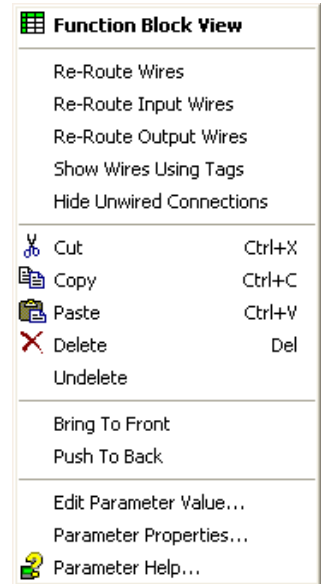 Function Block View
Re-Route Wires
Re-Route Input Wires
Re-Route Output Wires
Show Wires Using Tags
Hide Unwired Connections
Cut Ctrl+X
Copy Ctrl+C
Paste Ctrl+V
Delete Del
Undelete
Bring To Front
Push To Back
Edit Parameter Value...
Parameter Properties...
Parameter Help...